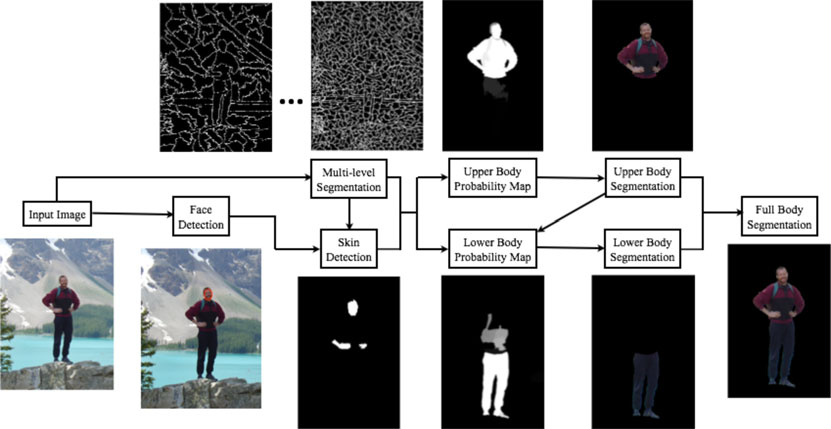 Multi-level
Segmentation
Upper Body
Probability Map
Upper Body
Segmentation
Input Image
Face
Detection
Full Body
Segmentation
Skin
Detection
Lower Body
Probability Map
Lower Body
Segmentation